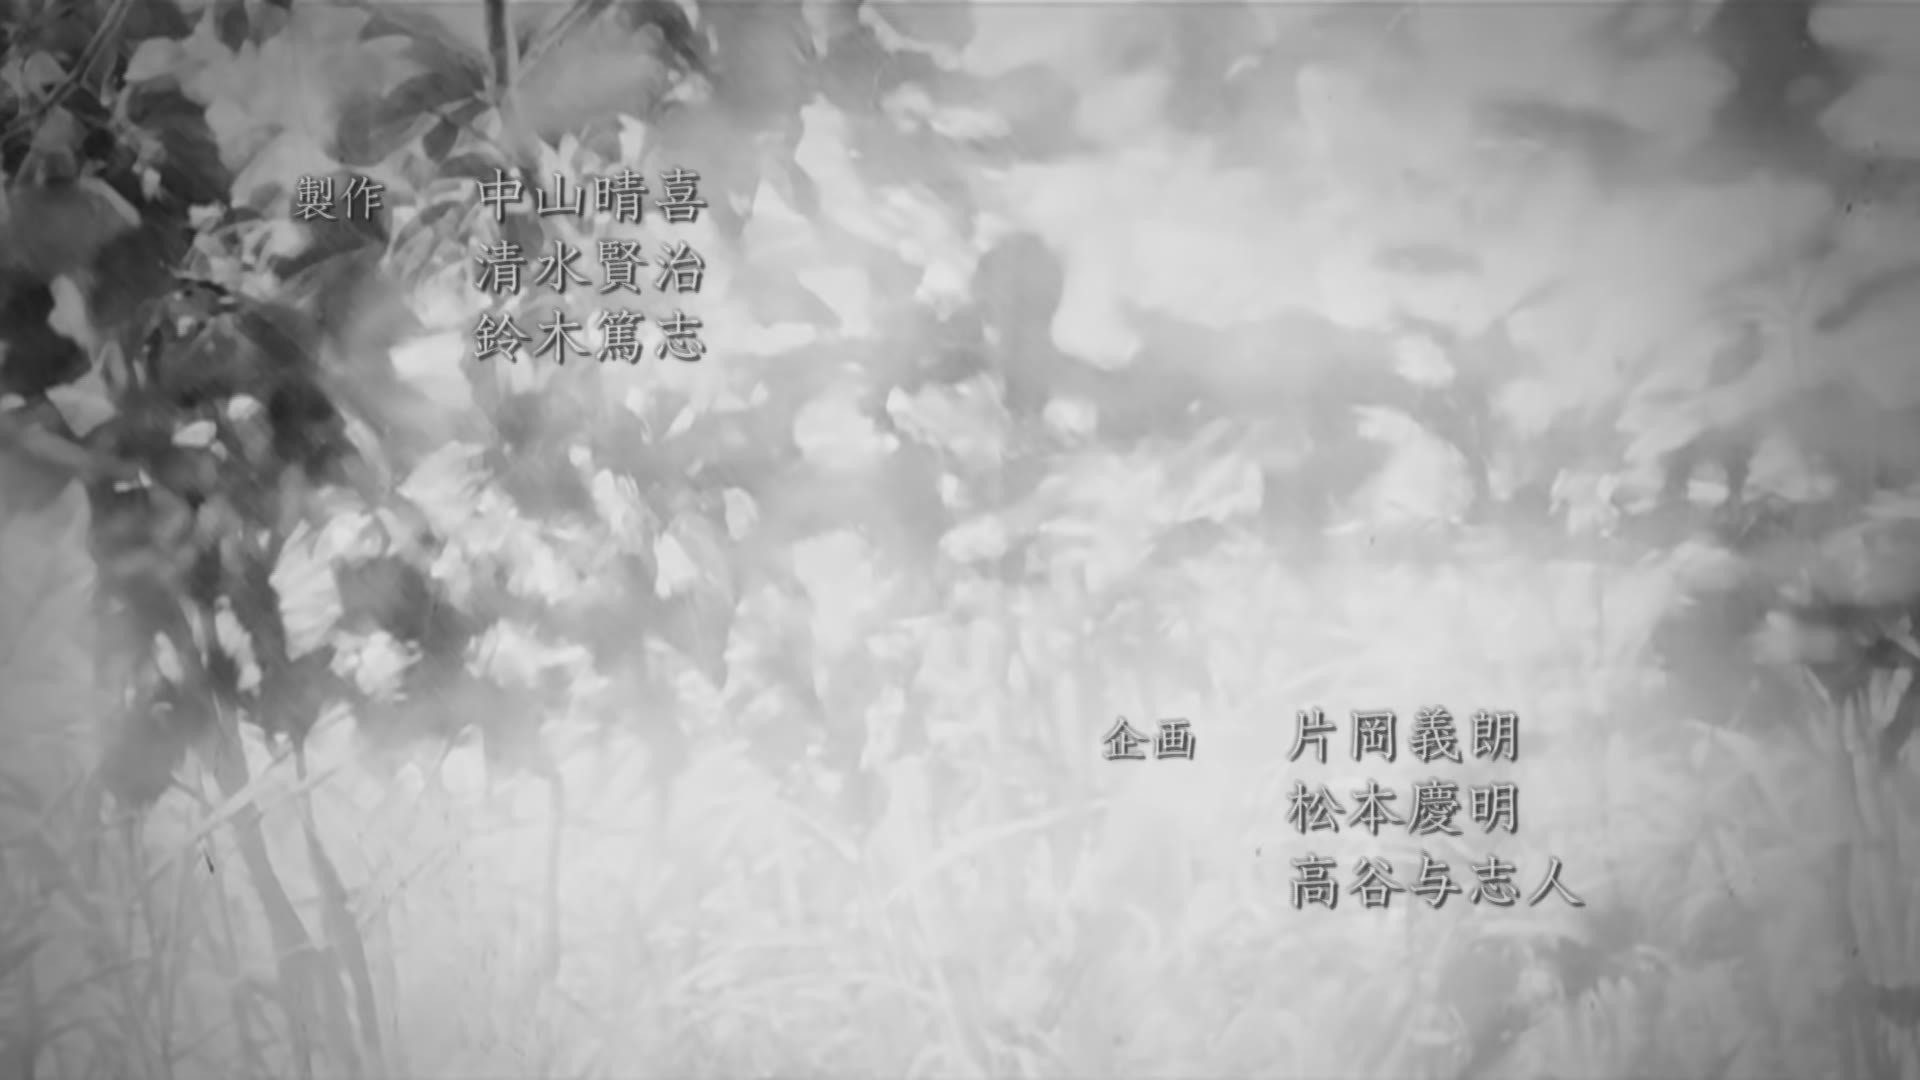 製作 中山晴喜
清水賢治
鈴木篤志
企画 片岡義朗
松本慶明
高谷与志人